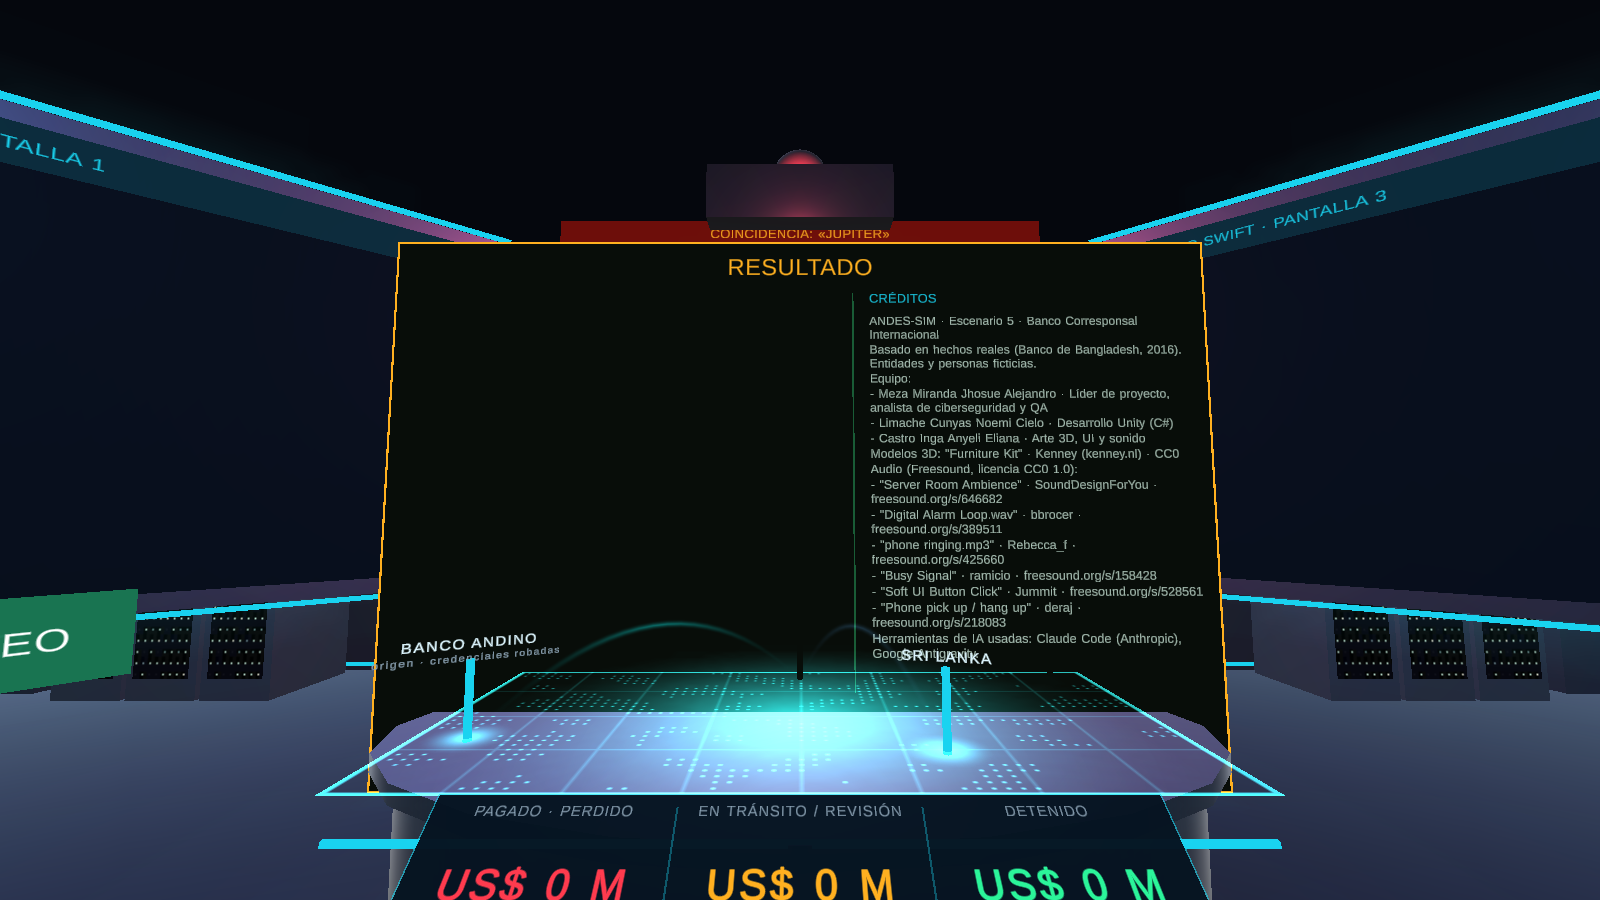 TALLA 1
SWIFT · PANTALLA 3
COINCIDENCIA: «JUPITER»
RESULTADO
CRÉDITOS
ANDES-SIM · Escenario 5 · Banco Corresponsal
Internacional
Basado en hechos reales (Banco de Bangladesh, 2016).
Entidades y personas ficticias.
Equipo:
- Meza Miranda Jhosue Alejandro · Líder de proyecto,
analista de ciberseguridad y QA
- Limache Cunyas Noemi Cielo · Desarrollo Unity (C#)
- Castro Inga Anyeli Eliana · Arte 3D, UI y sonido
Modelos 3D: "Furniture Kit" · Kenney (kenney.nl) · CC0
Audio (Freesound, licencia CC0 1.0):
- "Server Room Ambience" · SoundDesignForYou ·
freesound.org/s/646682
- "Digital Alarm Loop.wav" · bbrocer ·
freesound.org/s/389511
- "phone ringing.mp3" · Rebecca_f ·
freesound.org/s/425660
- "Busy Signal" · ramicio · freesound.org/s/158428
- "Soft UI Button Click" · Jummit · freesound.org/s/528561
- "Phone pick up / hang up" · deraj ·
freesound.org/s/218083
Herramientas de IA usadas: Claude Code (Anthropic),
Google Antigravity
EO
BANCO ANDINO
rigen · credenciales robadas
SRI LANKA
PAGADO · PERDIDO
EN TRÁNSITO / REVISIÓN
DETENIDO
US$ 0 M
US$ 0 M
US$ 0 M